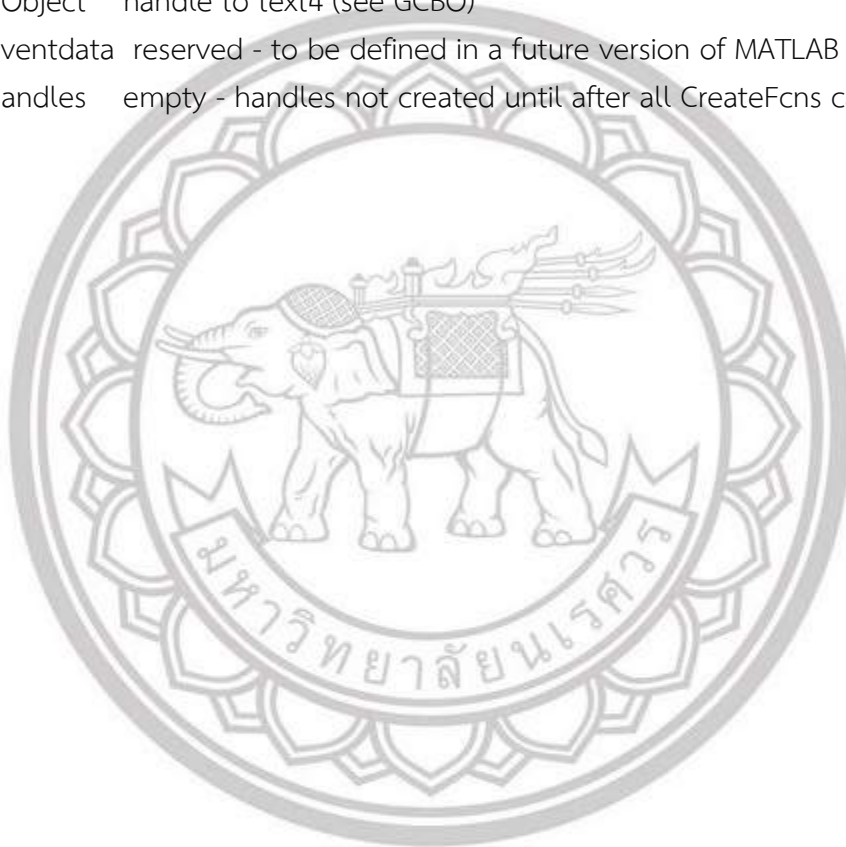 Object handle to text4 (see GCBO)
ventdata reserved - to be defined in a future version of MATLAB
andles empty - handles not created until after all CreateFcns c
มหาวิทยาลัยนเรศวร